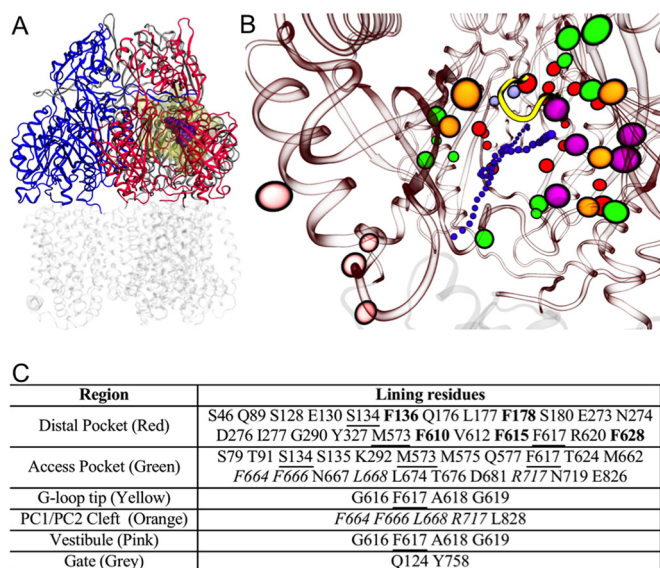 A
B
C
Region Lining residues
Distal Pocket (Red) S46 Q89 S128 E130 S134 F136 Q176 L177 F178 S180 E273 N274
D276 I277 G290 Y327 M573 F610 V612 F615 F617 R620 F628
Access Pocket (Green) S79 T91 S134 S135 K292 M573 M575 Q577 F617 T624 M662
F664 F666 N667 L668 L674 T676 D681 R717 N719 E826
G-loop tip (Yellow) G616 F617 A618 G619
PC1/PC2 Cleft (Orange) F664 F666 L668 R717 L828
Vestibule (Pink) G616 F617 A618 G619
Gate (Grey) Q124 Y758